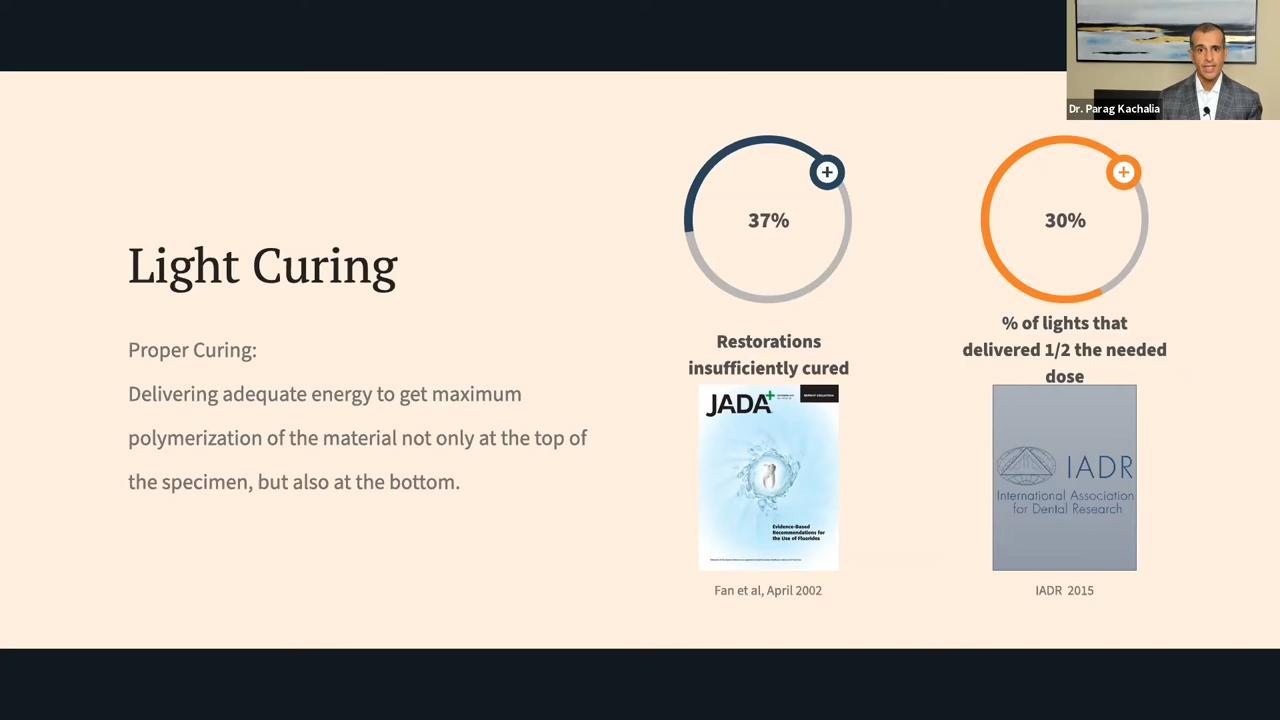 Dr. Parag Kachalia
Light Curing
Proper Curing:
Delivering adequate energy to get maximum
polymerization of the material not only at the top of
the specimen, but also at the bottom.
37%
Restorations
insufficiently cured
JADA+
Evidence-Based
Recommendations for
the Use of Fluorides
Fan et al, April 2002
30%
% of lights that
delivered 1/2 the needed
dose
IADR
International Association
for Dental Research
IADR 2015